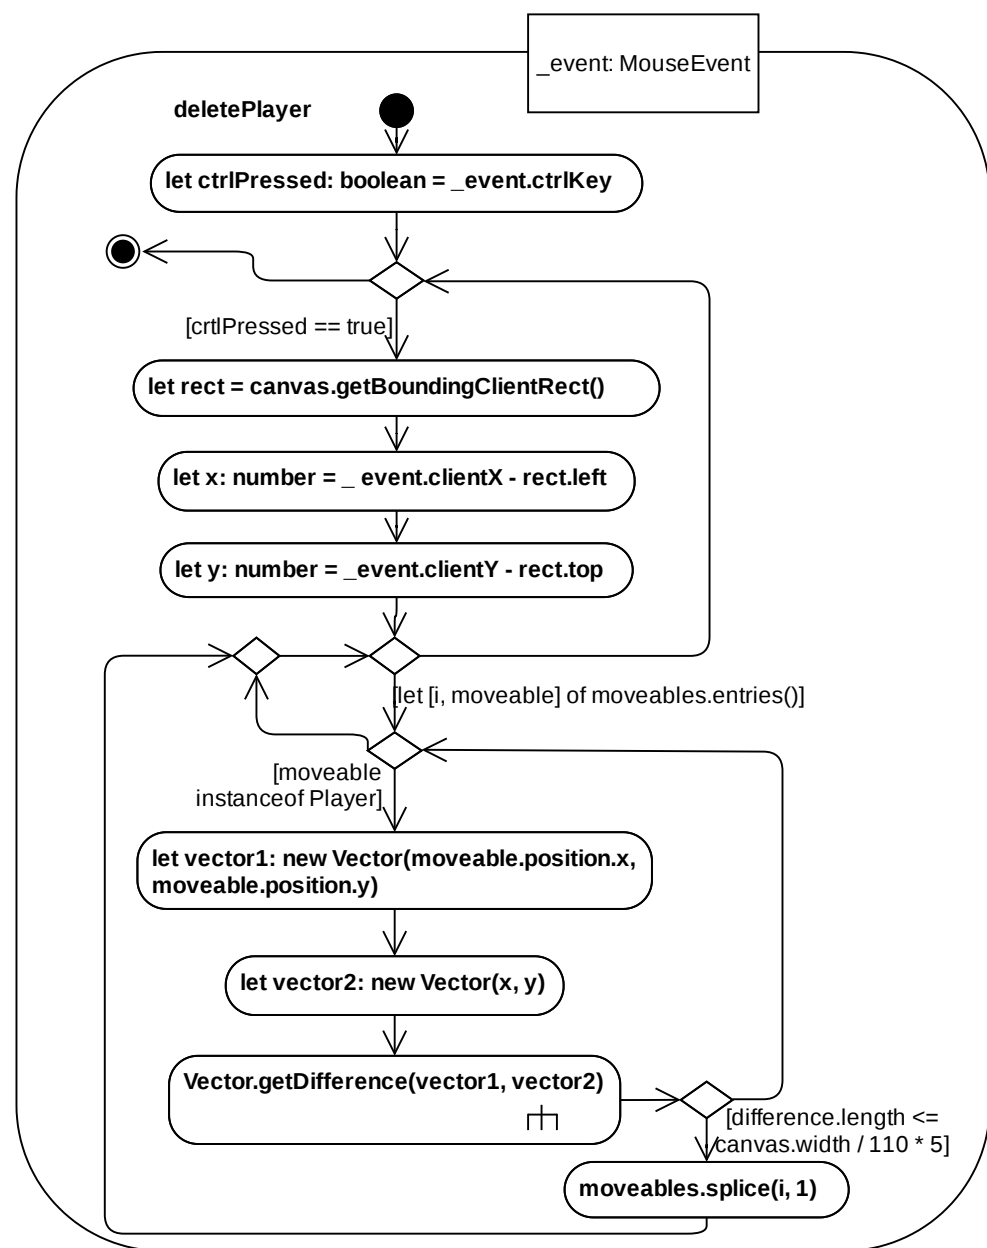 _event: MouseEvent
deletePlayer
let ctrlPressed: boolean = _event.ctrlKey
[crtlPressed == true]
let rect = canvas.getBoundingClientRect()
let x: number = _ event.clientX - rect.left
let y: number = _event.clientY - rect.top
[let [i, moveable] of moveables.entries()]
[moveable
instanceof Player]
let vector1: new Vector(moveable.position.x,
moveable.position.y)
let vector2: new Vector(x, y)
Vector.getDifference(vector1, vector2)
[difference.length <=
canvas.width / 110 * 5]
moveables.splice(i, 1)